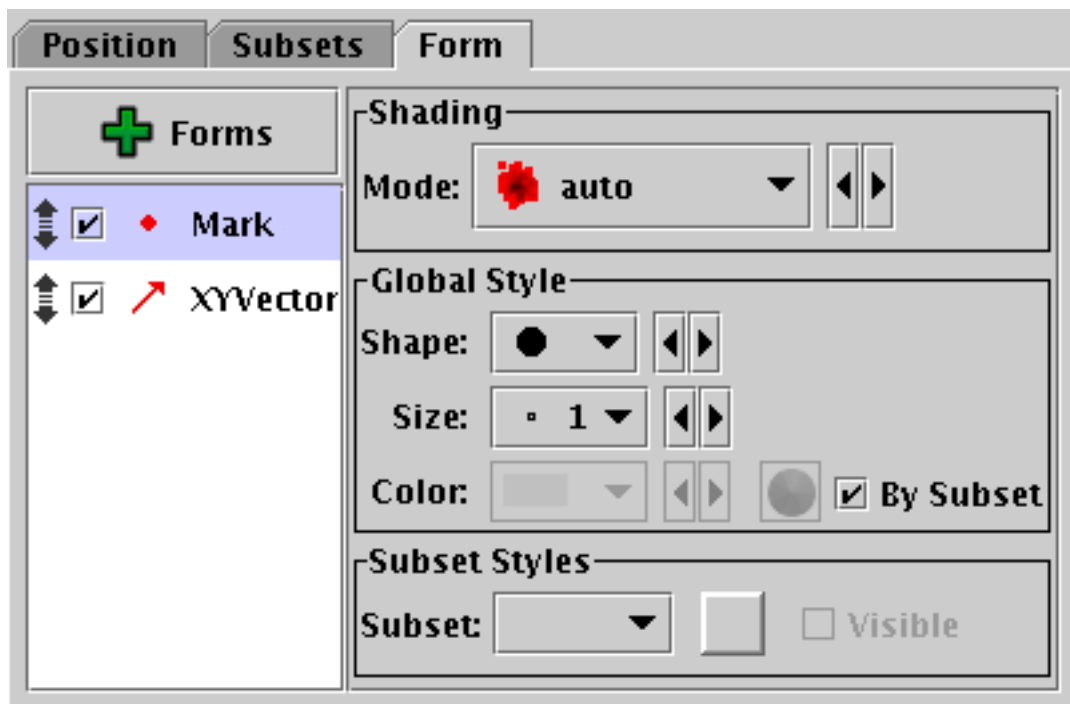 Position Subsets Form
Forms
Mark
XYVector
Shading
Mode: auto
Global Style
Shape:
Size: 1
Color: By Subset
Subset Styles
Subset: Visible